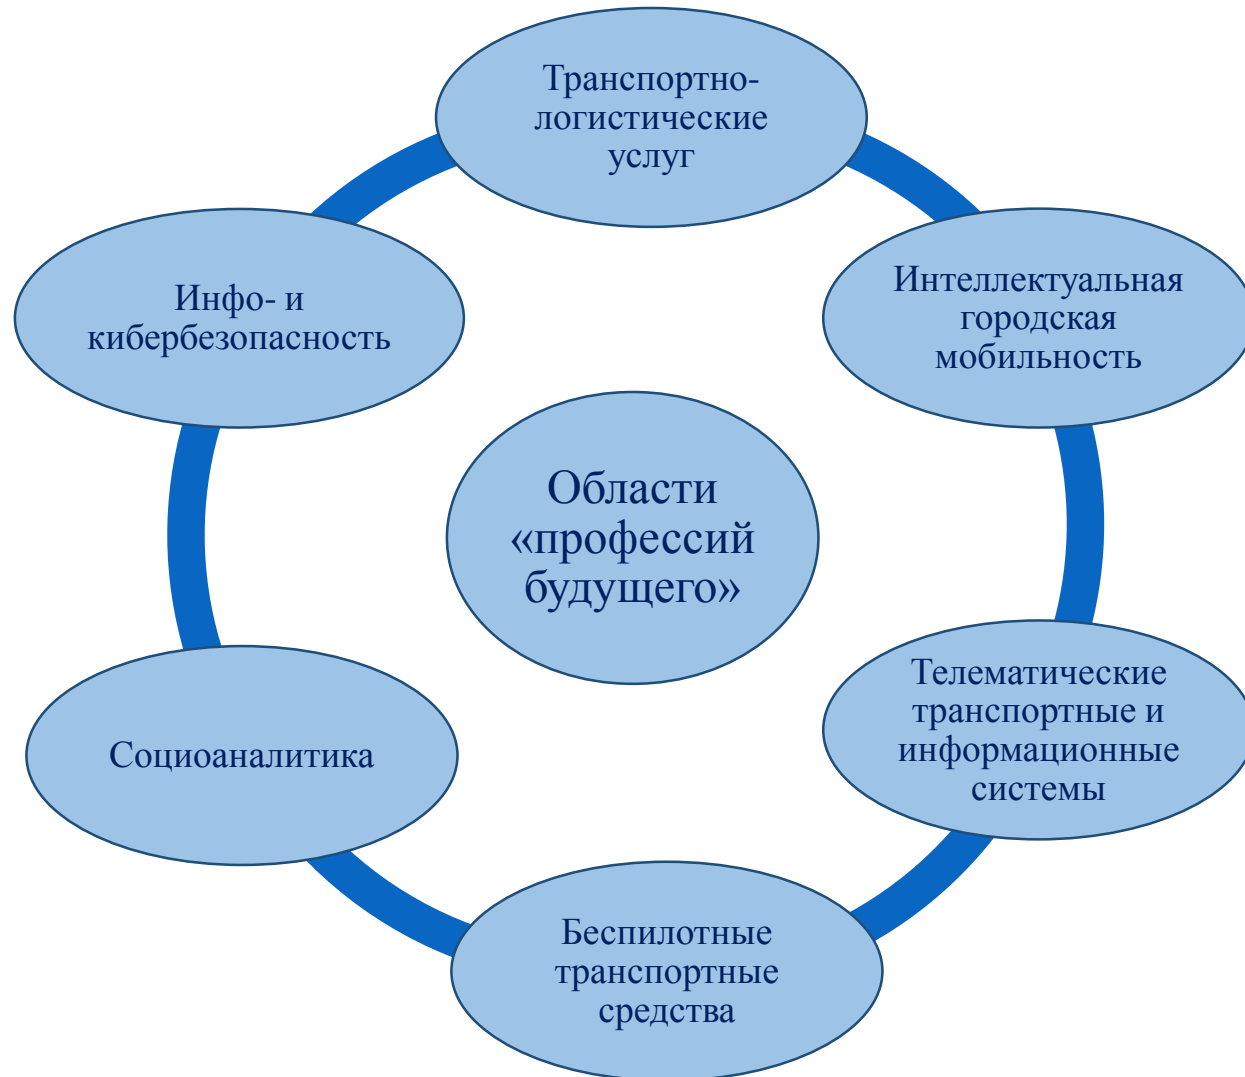 Транспортно-
логистические
услуг
Интеллектуальная
городская
мобильность
Инфо- и
кибербезопасность
Области
«профессий
будущего»
Телематические
транспортные и
информационные
системы
Социоаналитика
Беспилотные
транспортные
средства